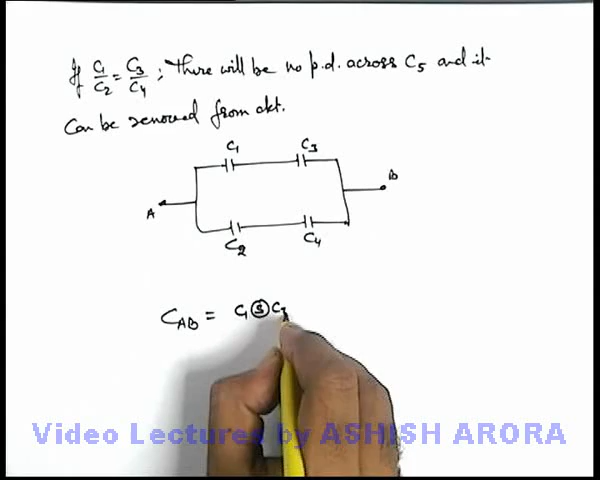 If C1/C2 = C3/C4 ; There will be no p.d. across C5 and it
Can be removed from ckt.
C1 C3
A B
C2 C4
CAB = C1 Ⓢ C3
Video Lectures by ASHISH ARORA